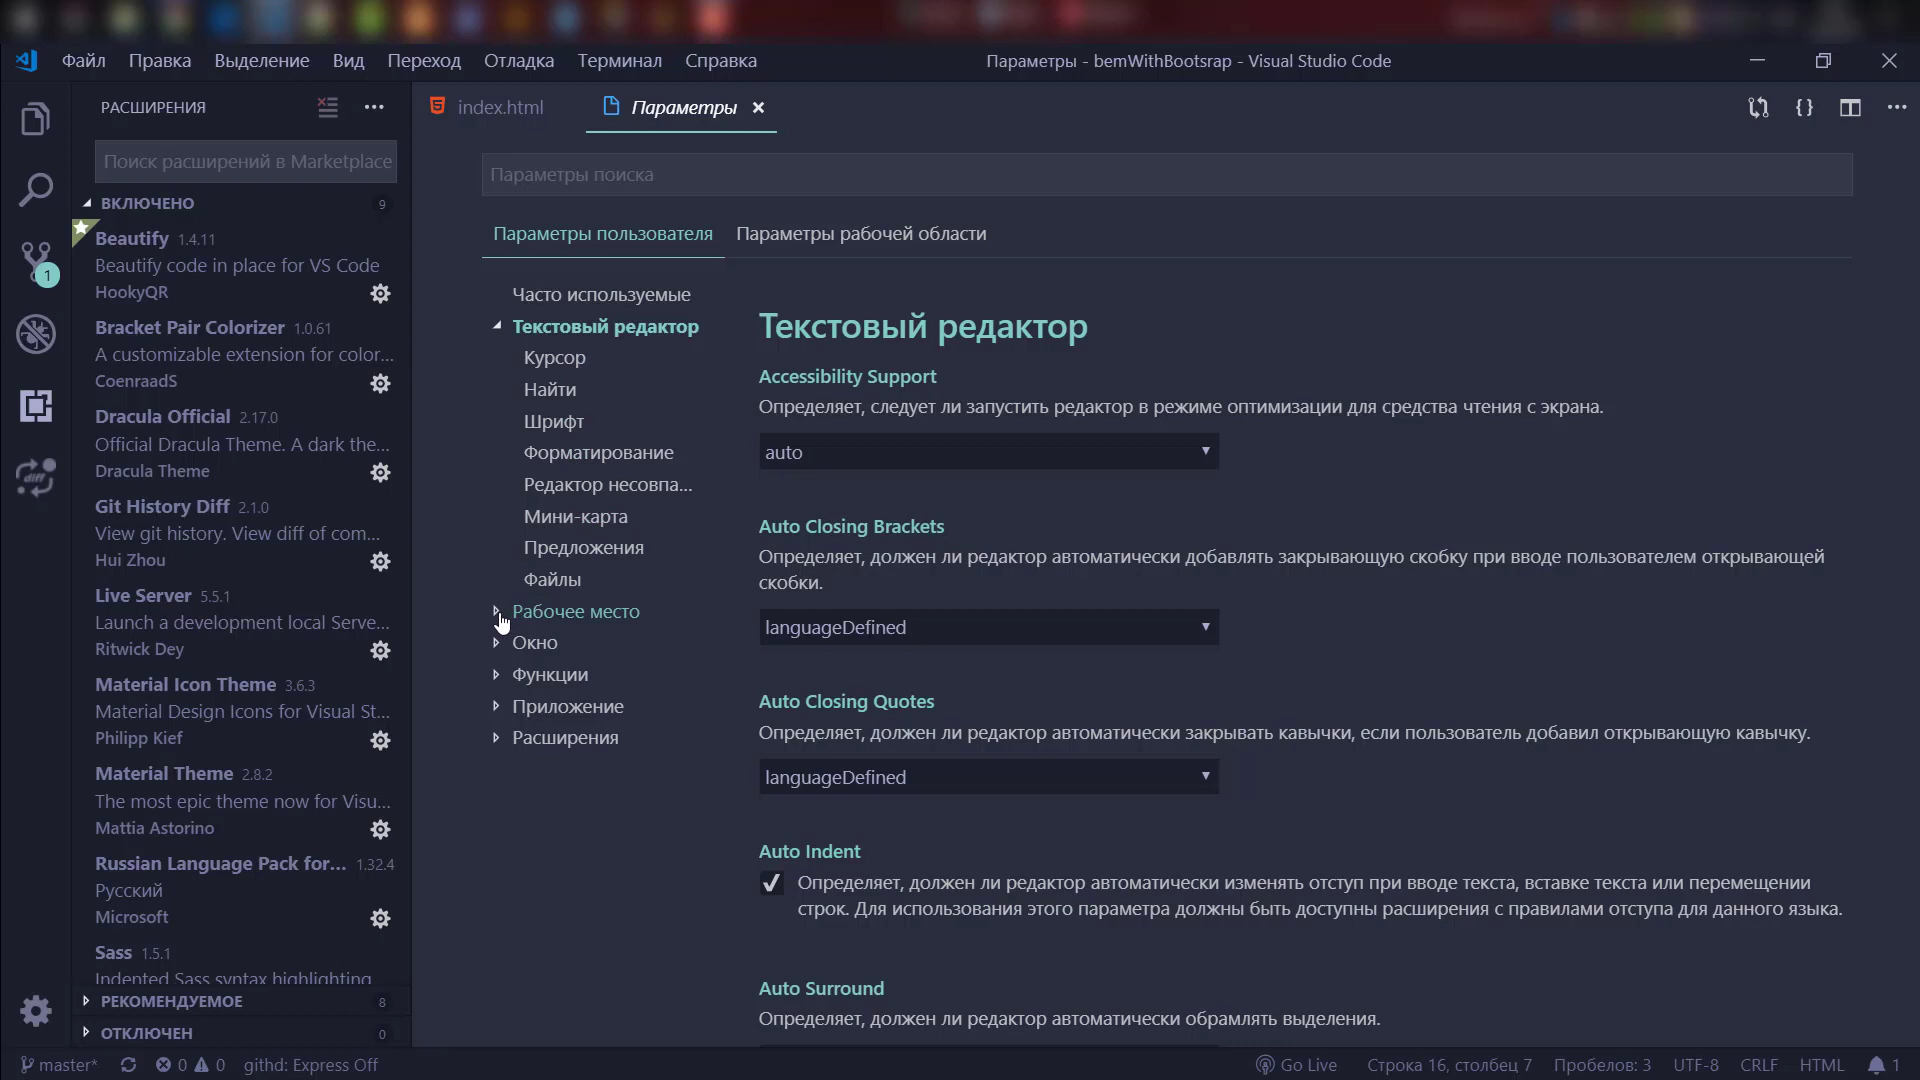 Файл Правка Выделение Вид Переход Отладка Терминал Справка
Параметры - bemWithBootsrap - Visual Studio Code
РАСШИРЕНИЯ
index.html
Параметры
Поиск расширений в Marketplace
ВКЛЮЧЕНО 9
Beautify 1.4.11
Beautify code in place for VS Code
HookyQR
Bracket Pair Colorizer 1.0.61
A customizable extension for color...
CoenraadS
Dracula Official 2.17.0
Official Dracula Theme. A dark the...
Dracula Theme
Git History Diff 2.1.0
View git history. View diff of com...
Hui Zhou
Live Server 5.5.1
Launch a development local Serve...
Ritwick Dey
Material Icon Theme 3.6.3
Material Design Icons for Visual St...
Philipp Kief
Material Theme 2.8.2
The most epic theme now for Visu...
Mattia Astorino
Russian Language Pack for... 1.32.4
Русский
Microsoft
Sass 1.5.1
Indented Sass syntax highlighting
РЕКОМЕНДУЕМОЕ 8
ОТКЛЮЧЕН 0
1
diff
Параметры поиска
Параметры пользователя Параметры рабочей области
Часто используемые
Текстовый редактор
Курсор
Найти
Шрифт
Форматирование
Редактор несовпа...
Мини-карта
Предложения
Файлы
Рабочее место
Окно
Функции
Приложение
Расширения
Текстовый редактор
Accessibility Support
Определяет, следует ли запустить редактор в режиме оптимизации для средства чтения с экрана.
auto
Auto Closing Brackets
Определяет, должен ли редактор автоматически добавлять закрывающую скобку при вводе пользователем открывающей
скобки.
languageDefined
Auto Closing Quotes
Определяет, должен ли редактор автоматически закрывать кавычки, если пользователь добавил открывающую кавычку.
languageDefined
Auto Indent
Определяет, должен ли редактор автоматически изменять отступ при вводе текста, вставке текста или перемещении
строк. Для использования этого параметра должны быть доступны расширения с правилами отступа для данного языка.
Auto Surround
Определяет, должен ли редактор автоматически обрамлять выделения.
master* 0 0 githd: Express Off
Go Live Строка 16, столбец 7 Пробелов: 3 UTF-8 CRLF HTML 1